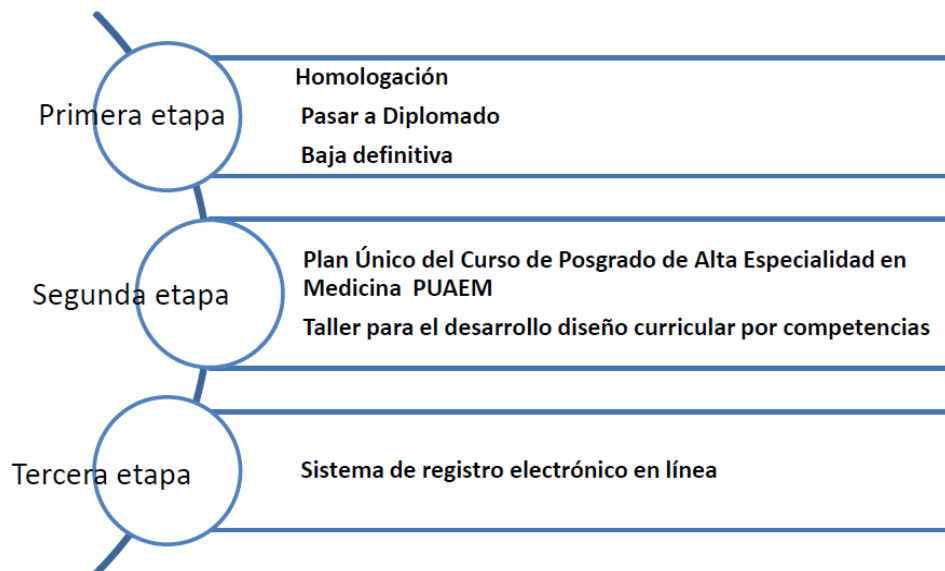 Primera etapa
Homologación
Pasar a Diplomado
Baja definitiva
Segunda etapa
Plan Único del Curso de Posgrado de Alta Especialidad en
Medicina PUAEM
Taller para el desarrollo diseño curricular por competencias
Tercera etapa
Sistema de registro electrónico en línea